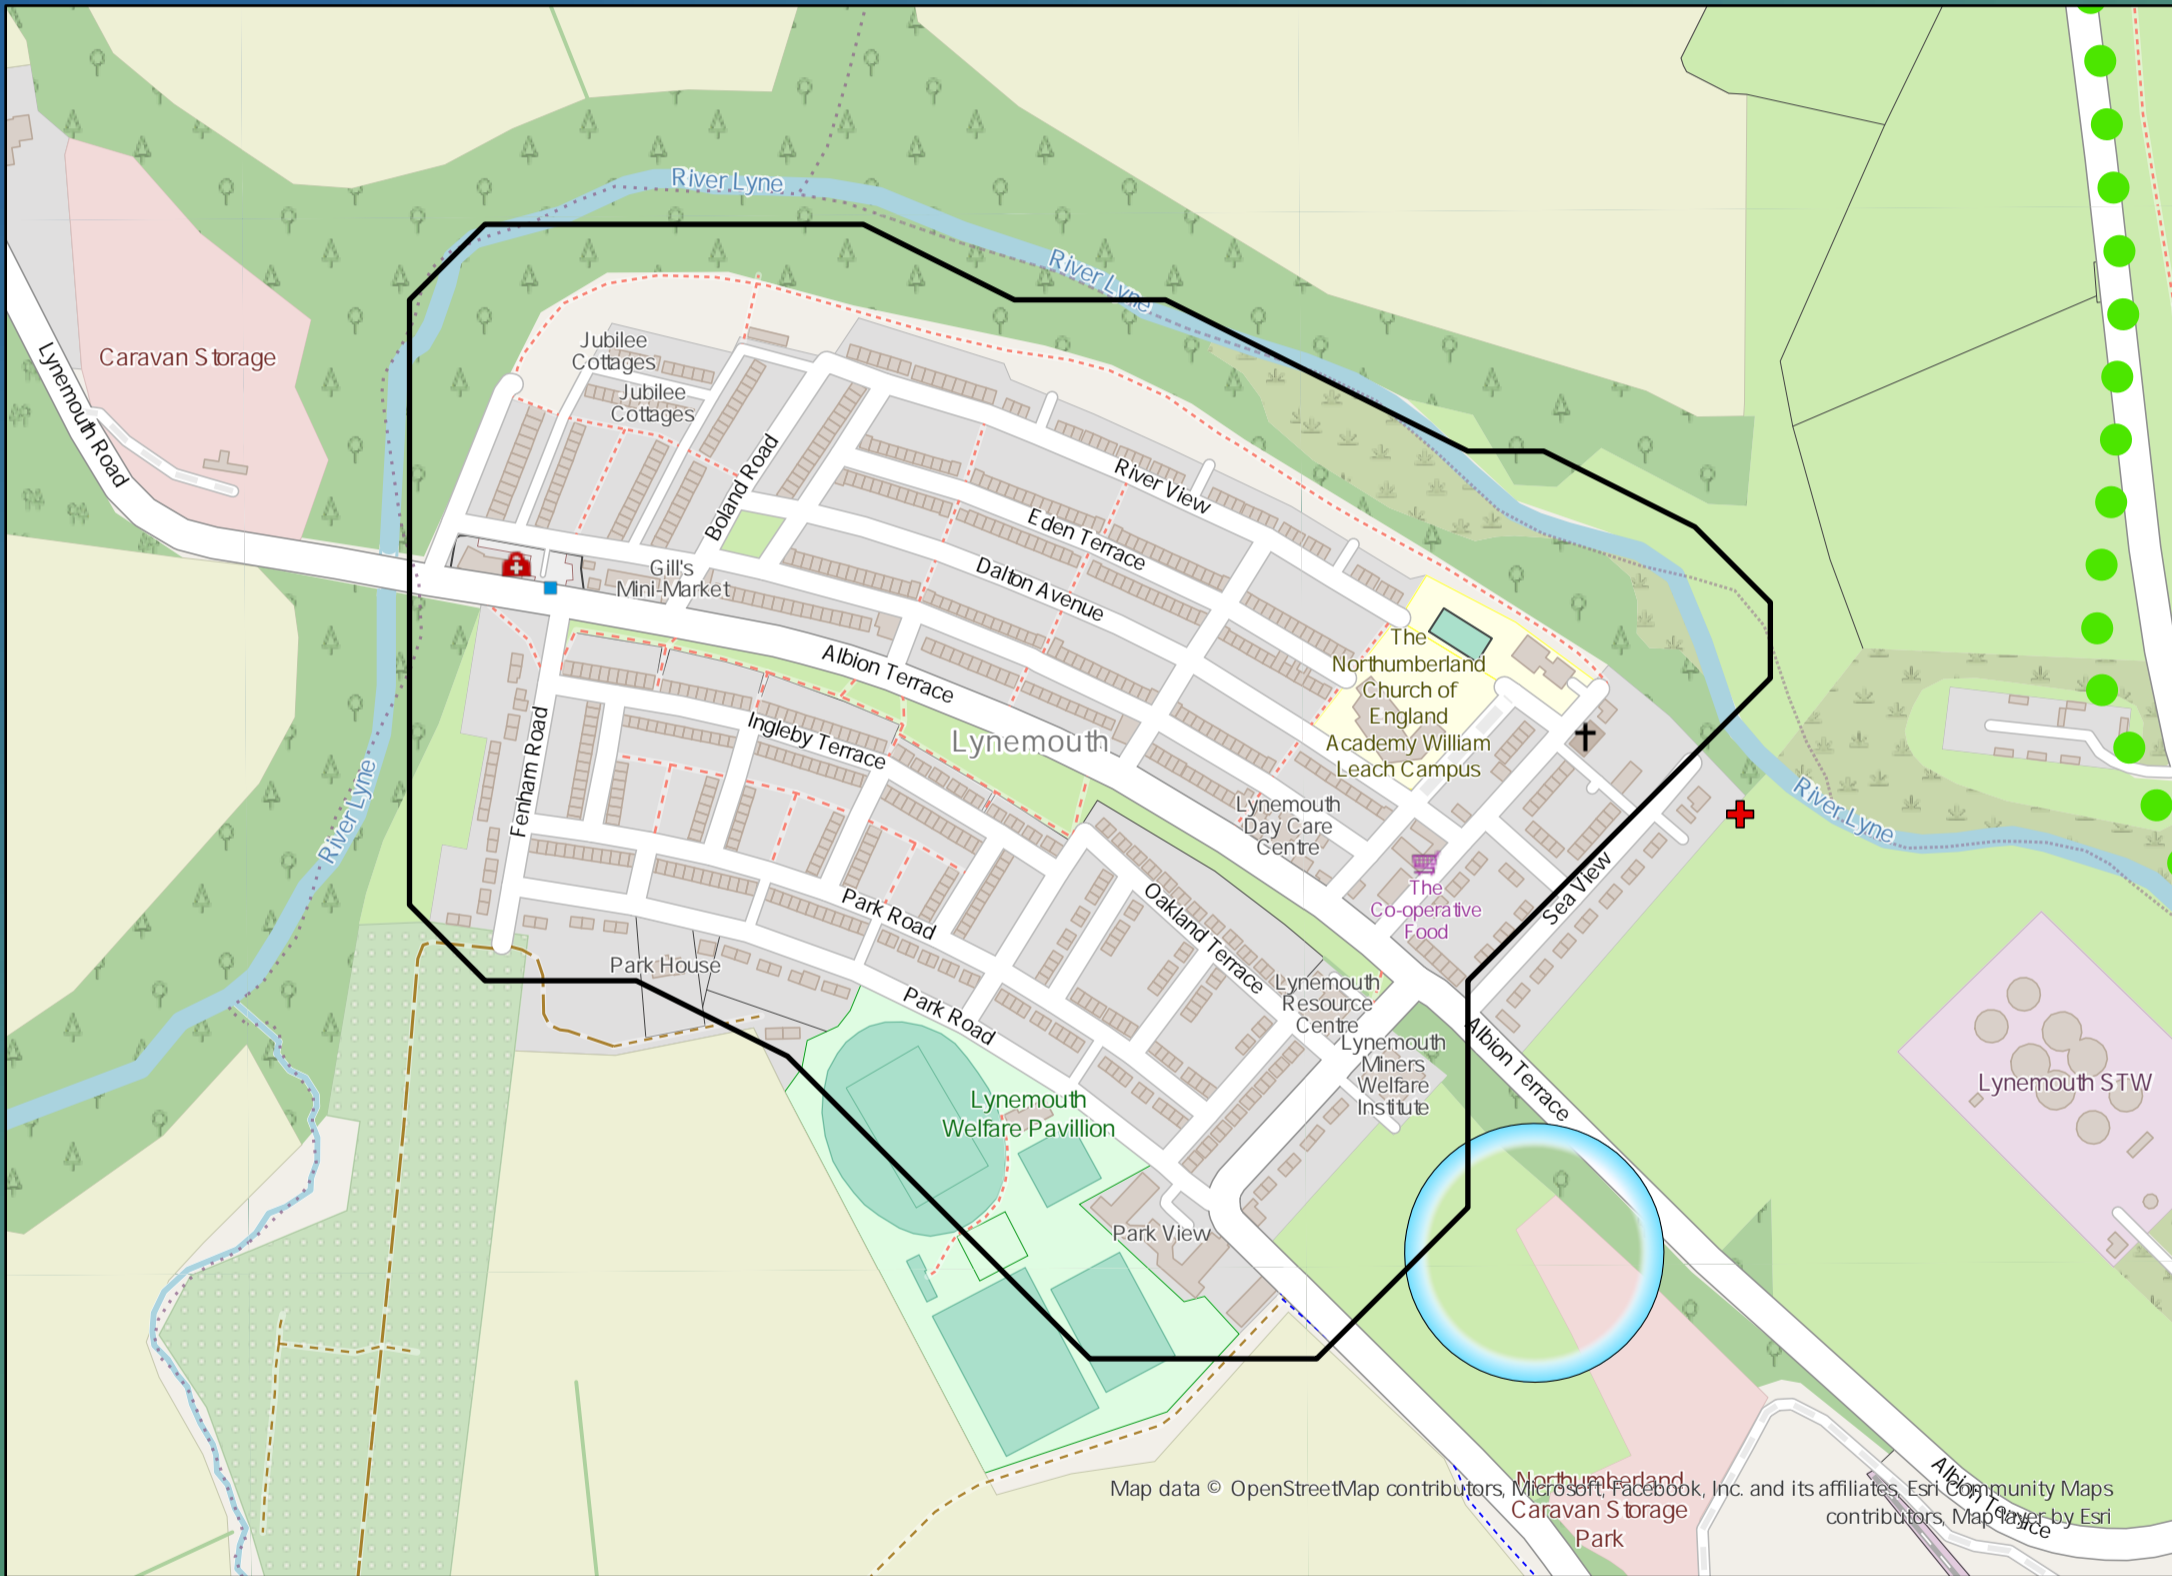 River Lyne
River Lyne
Caravan Storage
Lynemouth Road
Jubilee
Cottages
Jubilee
Cottages
Boland Road
River View
Eden Terrace
Dalton Avenue
Gill's
Mini-Market
Albion Terrace
The
Northumberland
Church of
England
Academy William
Leach Campus
Ingleby Terrace
Lynemouth
Fenham Road
River Lyne
River Lyne
Lynemouth
Day Care
Centre
The
Co-operative
Food
Sea View
Oakland Terrace
Park Road
Park House
Park Road
Lynemouth
Resource
Centre
Lynemouth
Miners
Welfare
Institute
Albion Terrace
Lynemouth STW
Lynemouth
Welfare Pavillion
Park View
Albion Terrace
Northumberland
Caravan Storage
Park
Map data © OpenStreetMap contributors, Microsoft, Facebook, Inc. and its affiliates, Esri Community Maps
contributors, Map layer by Esri